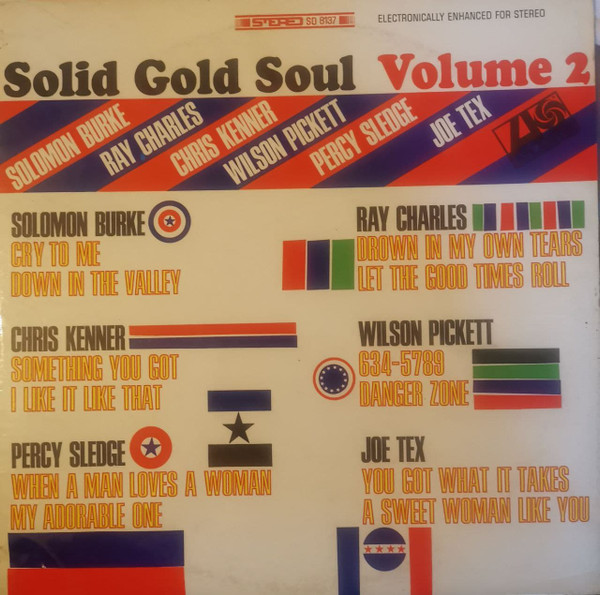 STEREO SD 8137
ELECTRONICALLY ENHANCED FOR STEREO
Solid Gold Soul Volume 2
SOLOMON BURKE
RAY CHARLES
CHRIS KENNER
WILSON PICKETT
PERCY SLEDGE
JOE TEX
SOLOMON BURKE
CRY TO ME
DOWN IN THE VALLEY
RAY CHARLES
DROWN IN MY OWN TEARS
LET THE GOOD TIMES ROLL
CHRIS KENNER
SOMETHING YOU GOT
I LIKE IT LIKE THAT
WILSON PICKETT
634-5789
DANGER ZONE
PERCY SLEDGE
WHEN A MAN LOVES A WOMAN
MY ADORABLE ONE
JOE TEX
YOU GOT WHAT IT TAKES
A SWEET WOMAN LIKE YOU